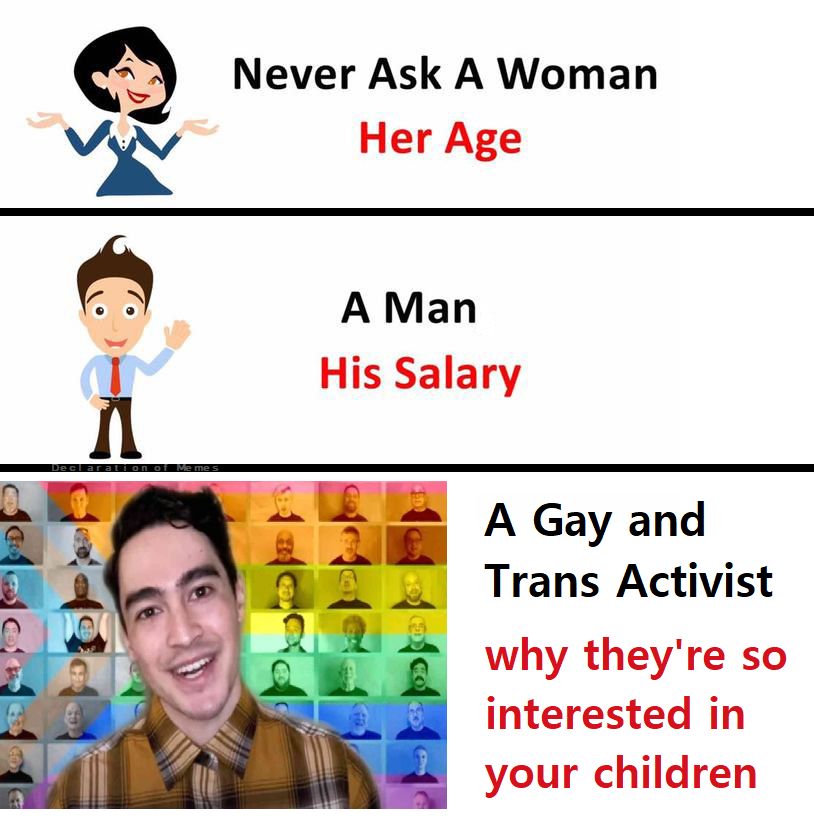 Never Ask A Woman
Her Age
A Man
His Salary
Declaration of Memes
A Gay and
Trans Activist
why they're so
interested in
your children